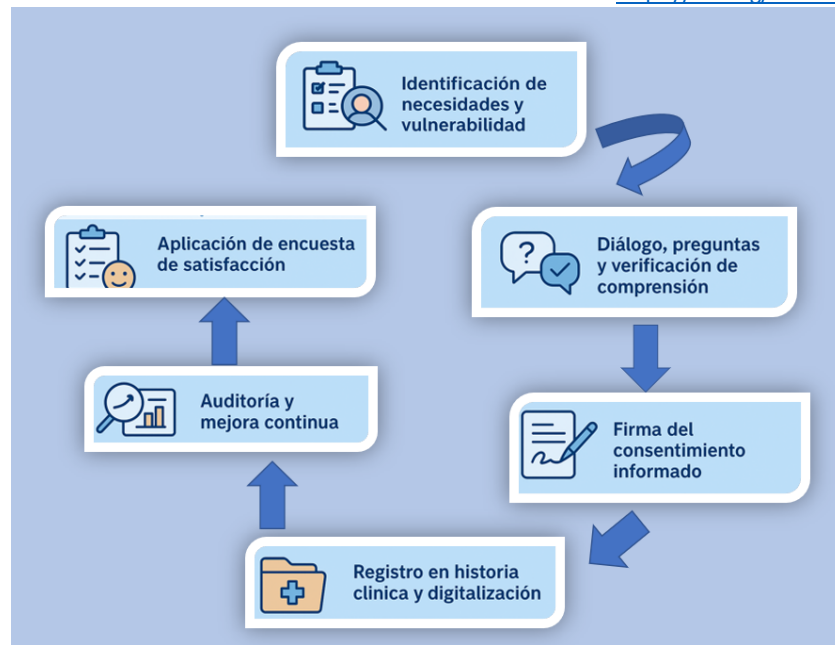 Identificación de
necesidades y
vulnerabilidad
Diálogo, preguntas
y verificación de
comprensión
Firma del
consentimiento
informado
Registro en historia
clinica y digitalización
Auditoría y
mejora continua
Aplicación de encuesta
de satisfacción